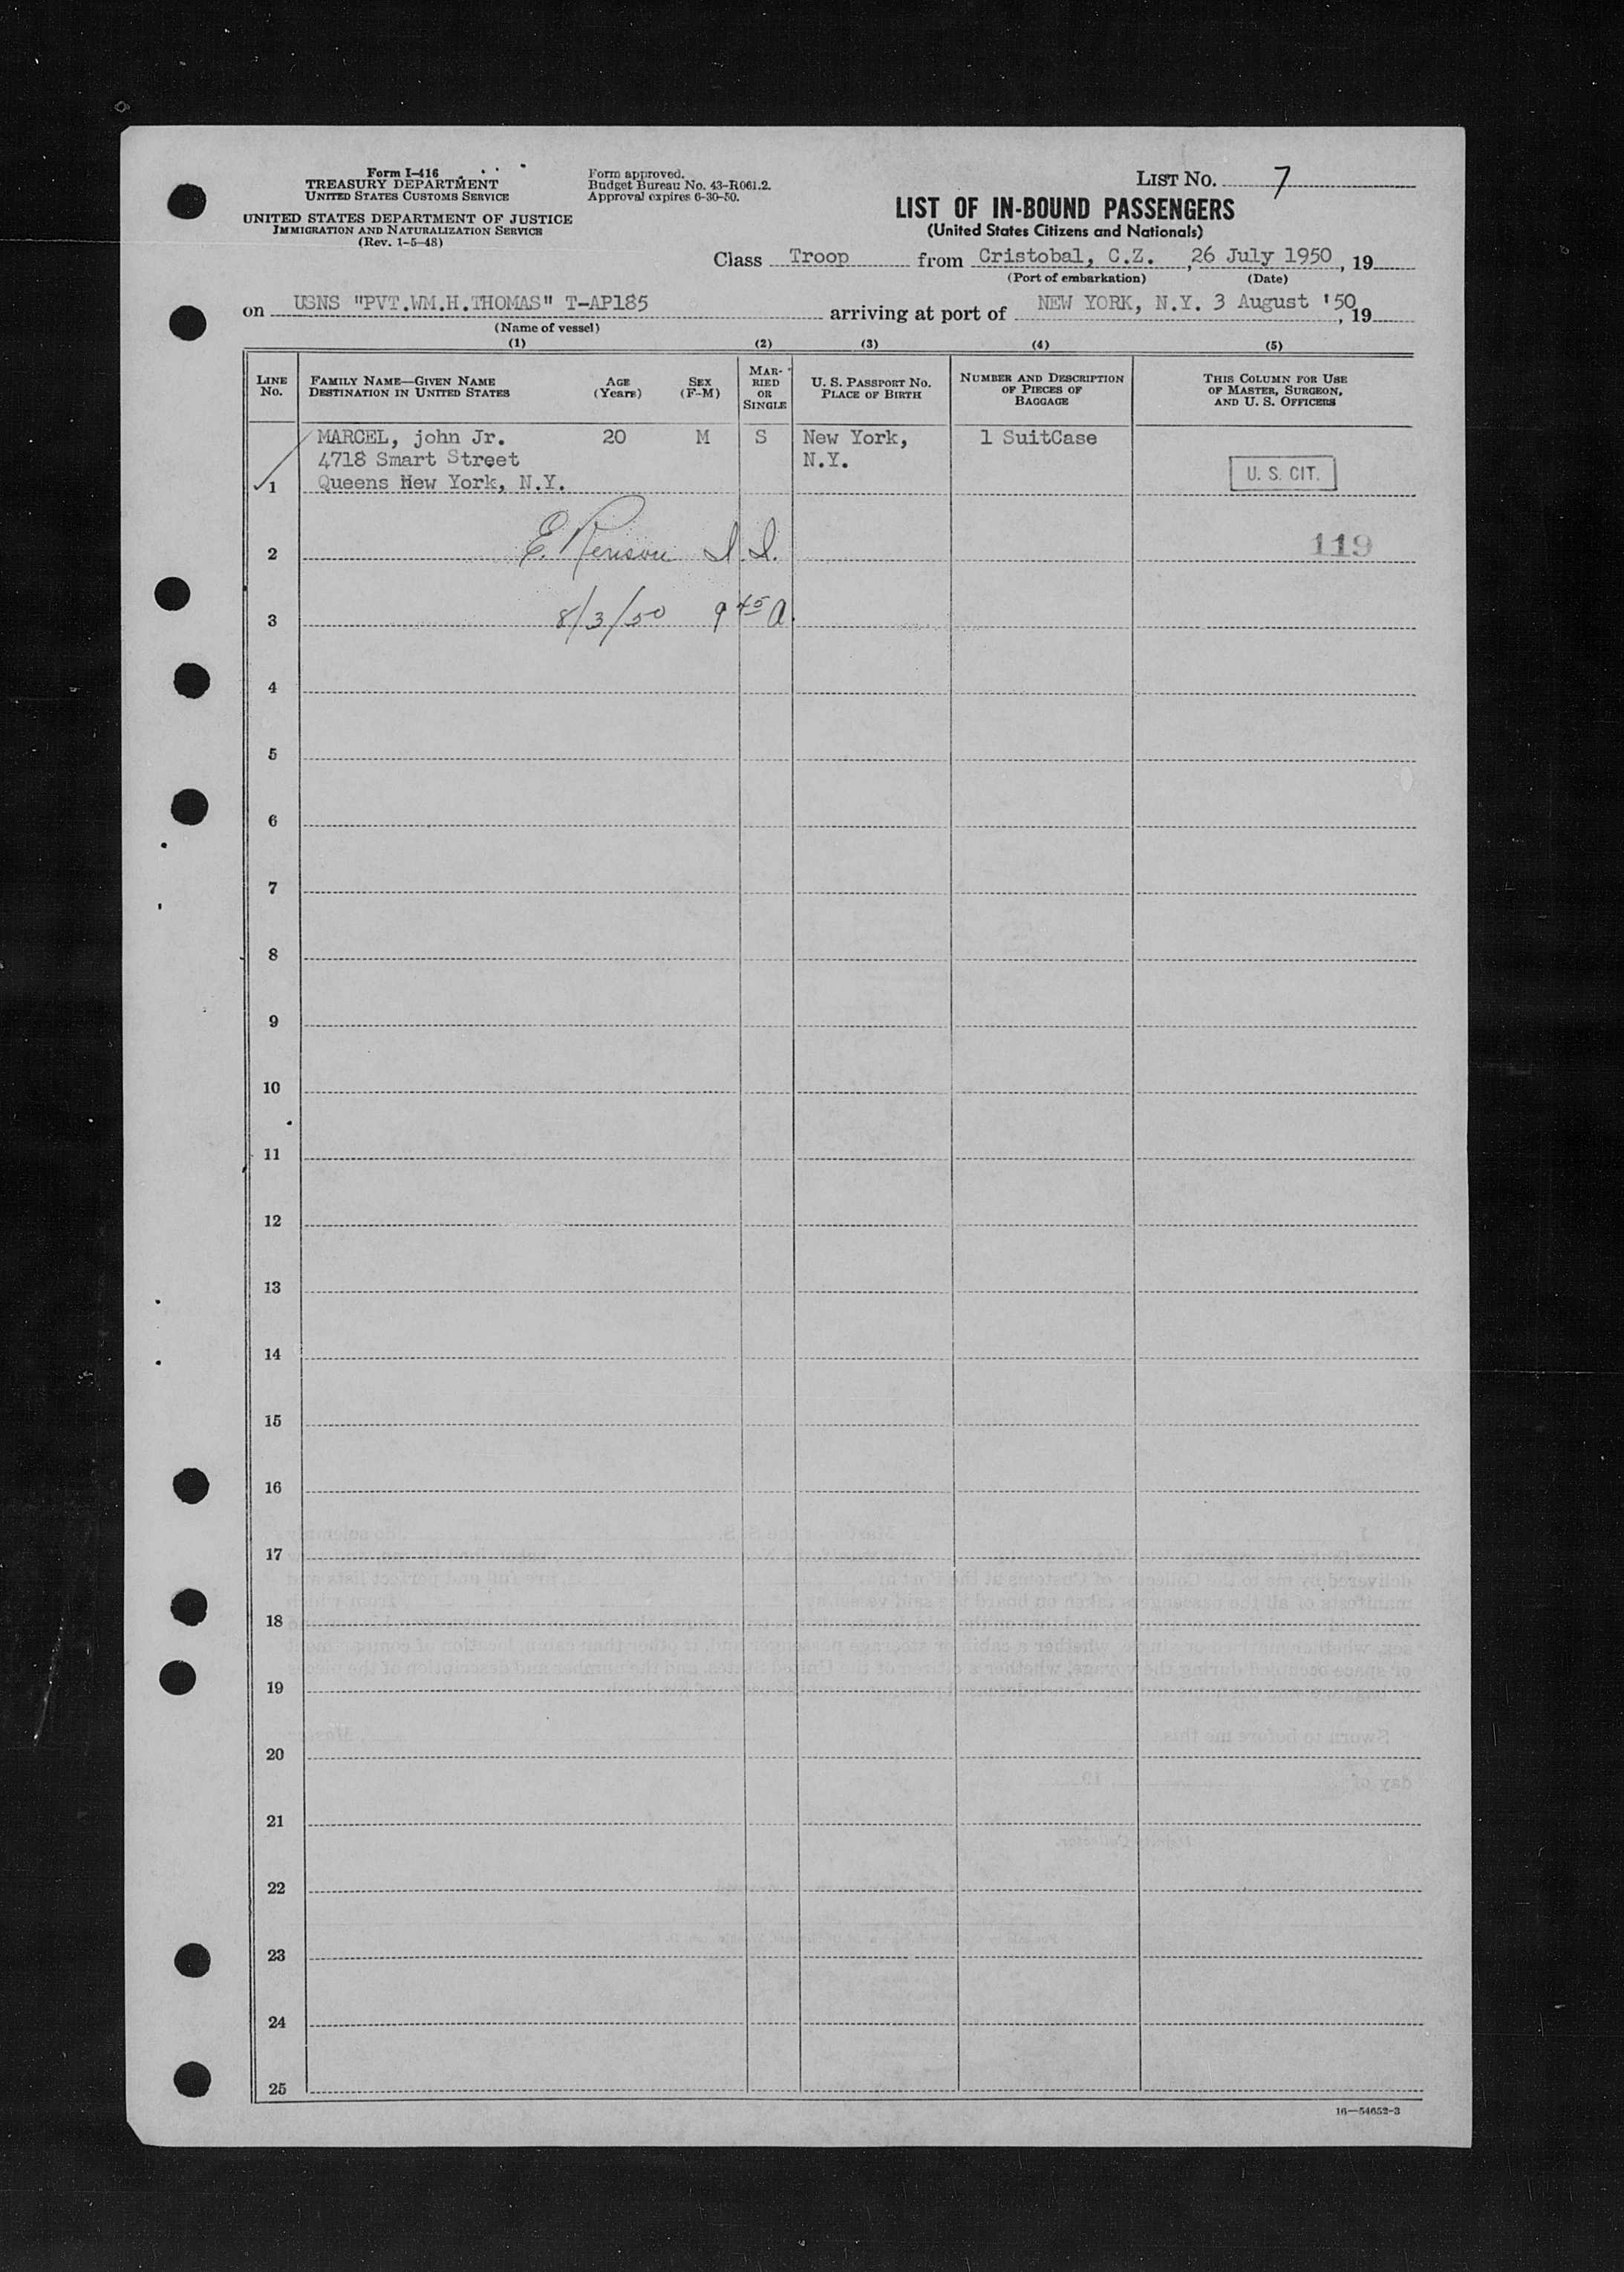 Form I-416
TREASURY DEPARTMENT
UNITED STATES CUSTOMS SERVICE
UNITED STATES DEPARTMENT OF JUSTICE
IMMIGRATION AND NATURALIZATION SERVICE
(Rev. 1-5-48)
Form approved.
Budget Bureau No. 43-R061.2.
Approval expires 6-30-50.
LIST NO. 7
LIST OF IN-BOUND PASSENGERS
(United States Citizens and Nationals)
Class Troop from Cristobal, C.Z. , 26 July 1950, 19
(Port of embarkation) (Date)
on USNS "PVT.WM.H.THOMAS" T-AP185 arriving at port of NEW YORK, N.Y. 3 August '50, 19
(Name of vessel)
(1) (2) (3) (4) (5)
LINE NO.
FAMILY NAME—GIVEN NAME
DESTINATION IN UNITED STATES
AGE
(Years)
SEX
(F-M)
MAR-
RIED
OR
SINGLE
U. S. PASSPORT NO.
PLACE OF BIRTH
NUMBER AND DESCRIPTION
OF PIECES OF
BAGGAGE
THIS COLUMN FOR USE
OF MASTER, SURGEON,
AND U. S. OFFICERS
MARCEL, john Jr. 20 M S New York, 1 SuitCase
4718 Smart Street N.Y.
1 Queens New York, N.Y. U. S. CIT.
2 E. Renison I.I. 119
3 8/3/50 9 45 A.
4
5
6
7
8
9
10
11
12
13
14
15
16
17
18
19
20
21
22
23
24
25
16—54652-3